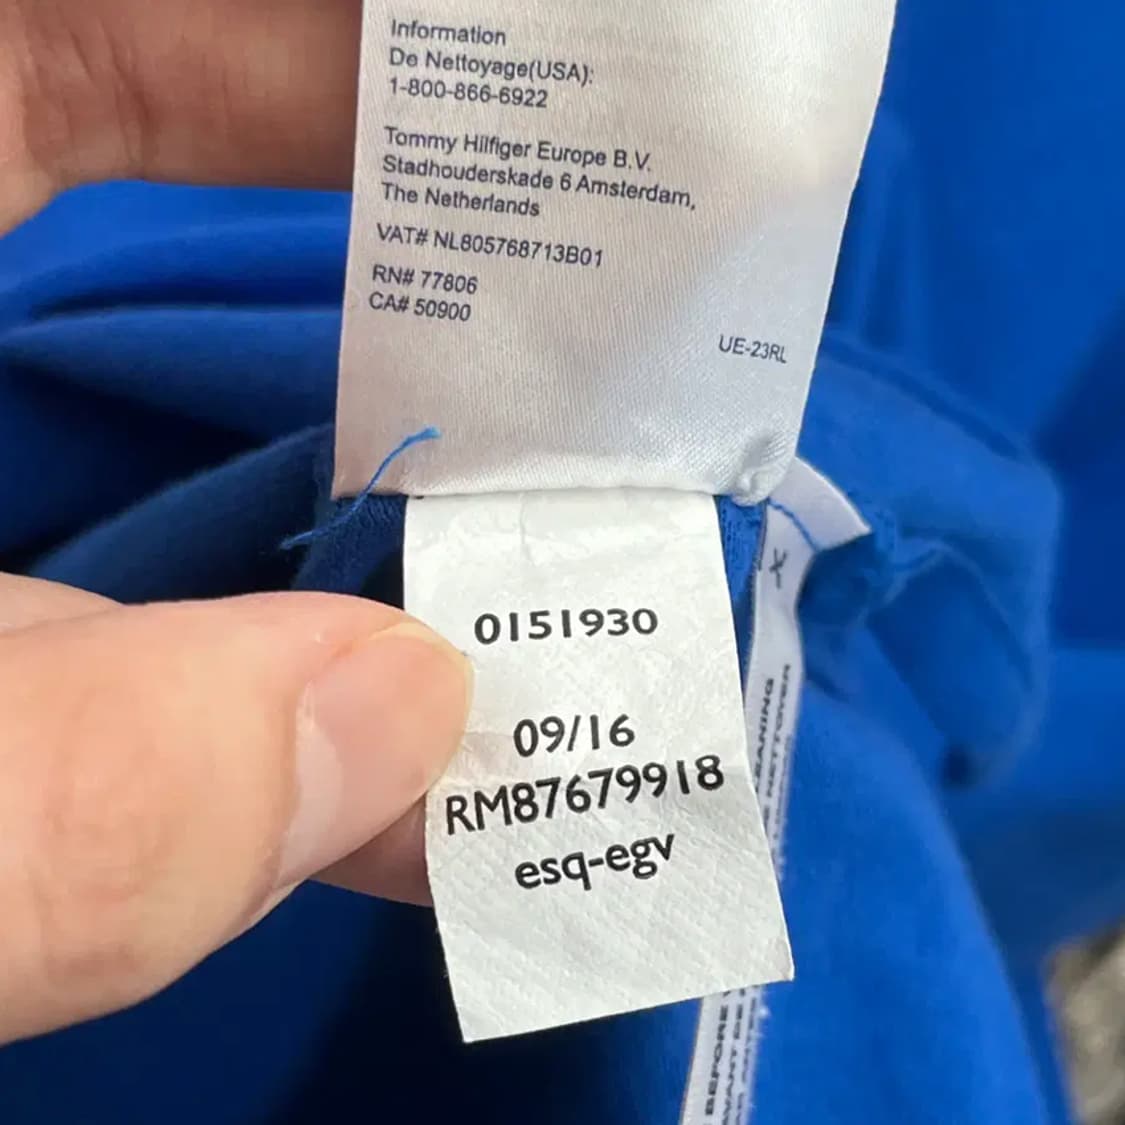 Information
De Nettoyage(USA):
1-800-866-6922
Tommy Hilfiger Europe B.V.
Stadhouderskade 6 Amsterdam,
The Netherlands
VAT# NL805768713B01
RN# 77806
CA# 50900
UE-23RL
0151930
09/16
RM87679918
esq-egv
BEFORE